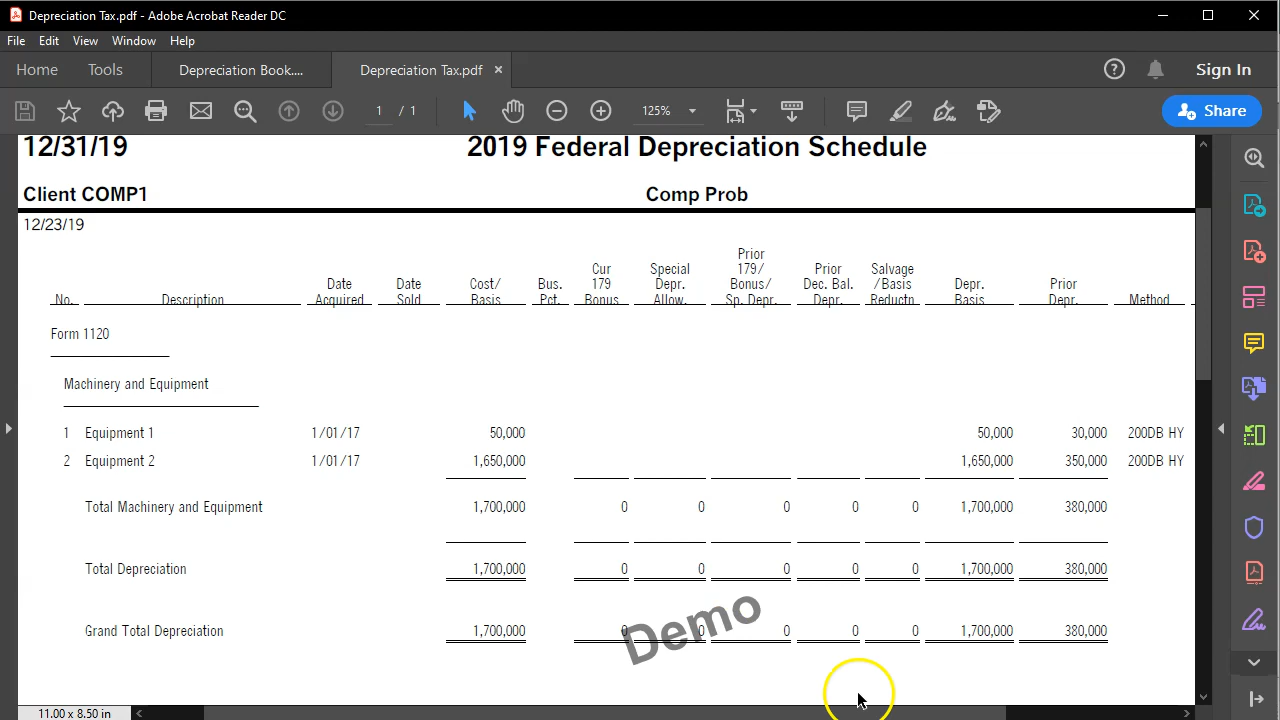 Depreciation Tax.pdf - Adobe Acrobat Reader DC
File Edit View Window Help
Home Tools Depreciation Book.... Depreciation Tax.pdf × Sign In
1 / 1 125% Share
12/31/19 2019 Federal Depreciation Schedule
Client COMP1 Comp Prob
12/23/19
Prior
Cur Special 179/ Prior Salvage
Date Date Cost/ Bus. 179 Depr. Bonus/ Dec. Bal. /Basis Depr. Prior
No. Description Acquired Sold Basis Pct. Bonus Allow. Sp. Depr. Depr. Reductn Basis Depr. Method
Form 1120
Machinery and Equipment
1 Equipment 1 1/01/17 50,000 50,000 30,000 200DB HY
2 Equipment 2 1/01/17 1,650,000 1,650,000 350,000 200DB HY
Total Machinery and Equipment 1,700,000 0 0 0 0 0 1,700,000 380,000
Total Depreciation 1,700,000 0 0 0 0 0 1,700,000 380,000
Grand Total Depreciation 1,700,000 0 0 0 0 0 1,700,000 380,000
Demo
11.00 x 8.50 in